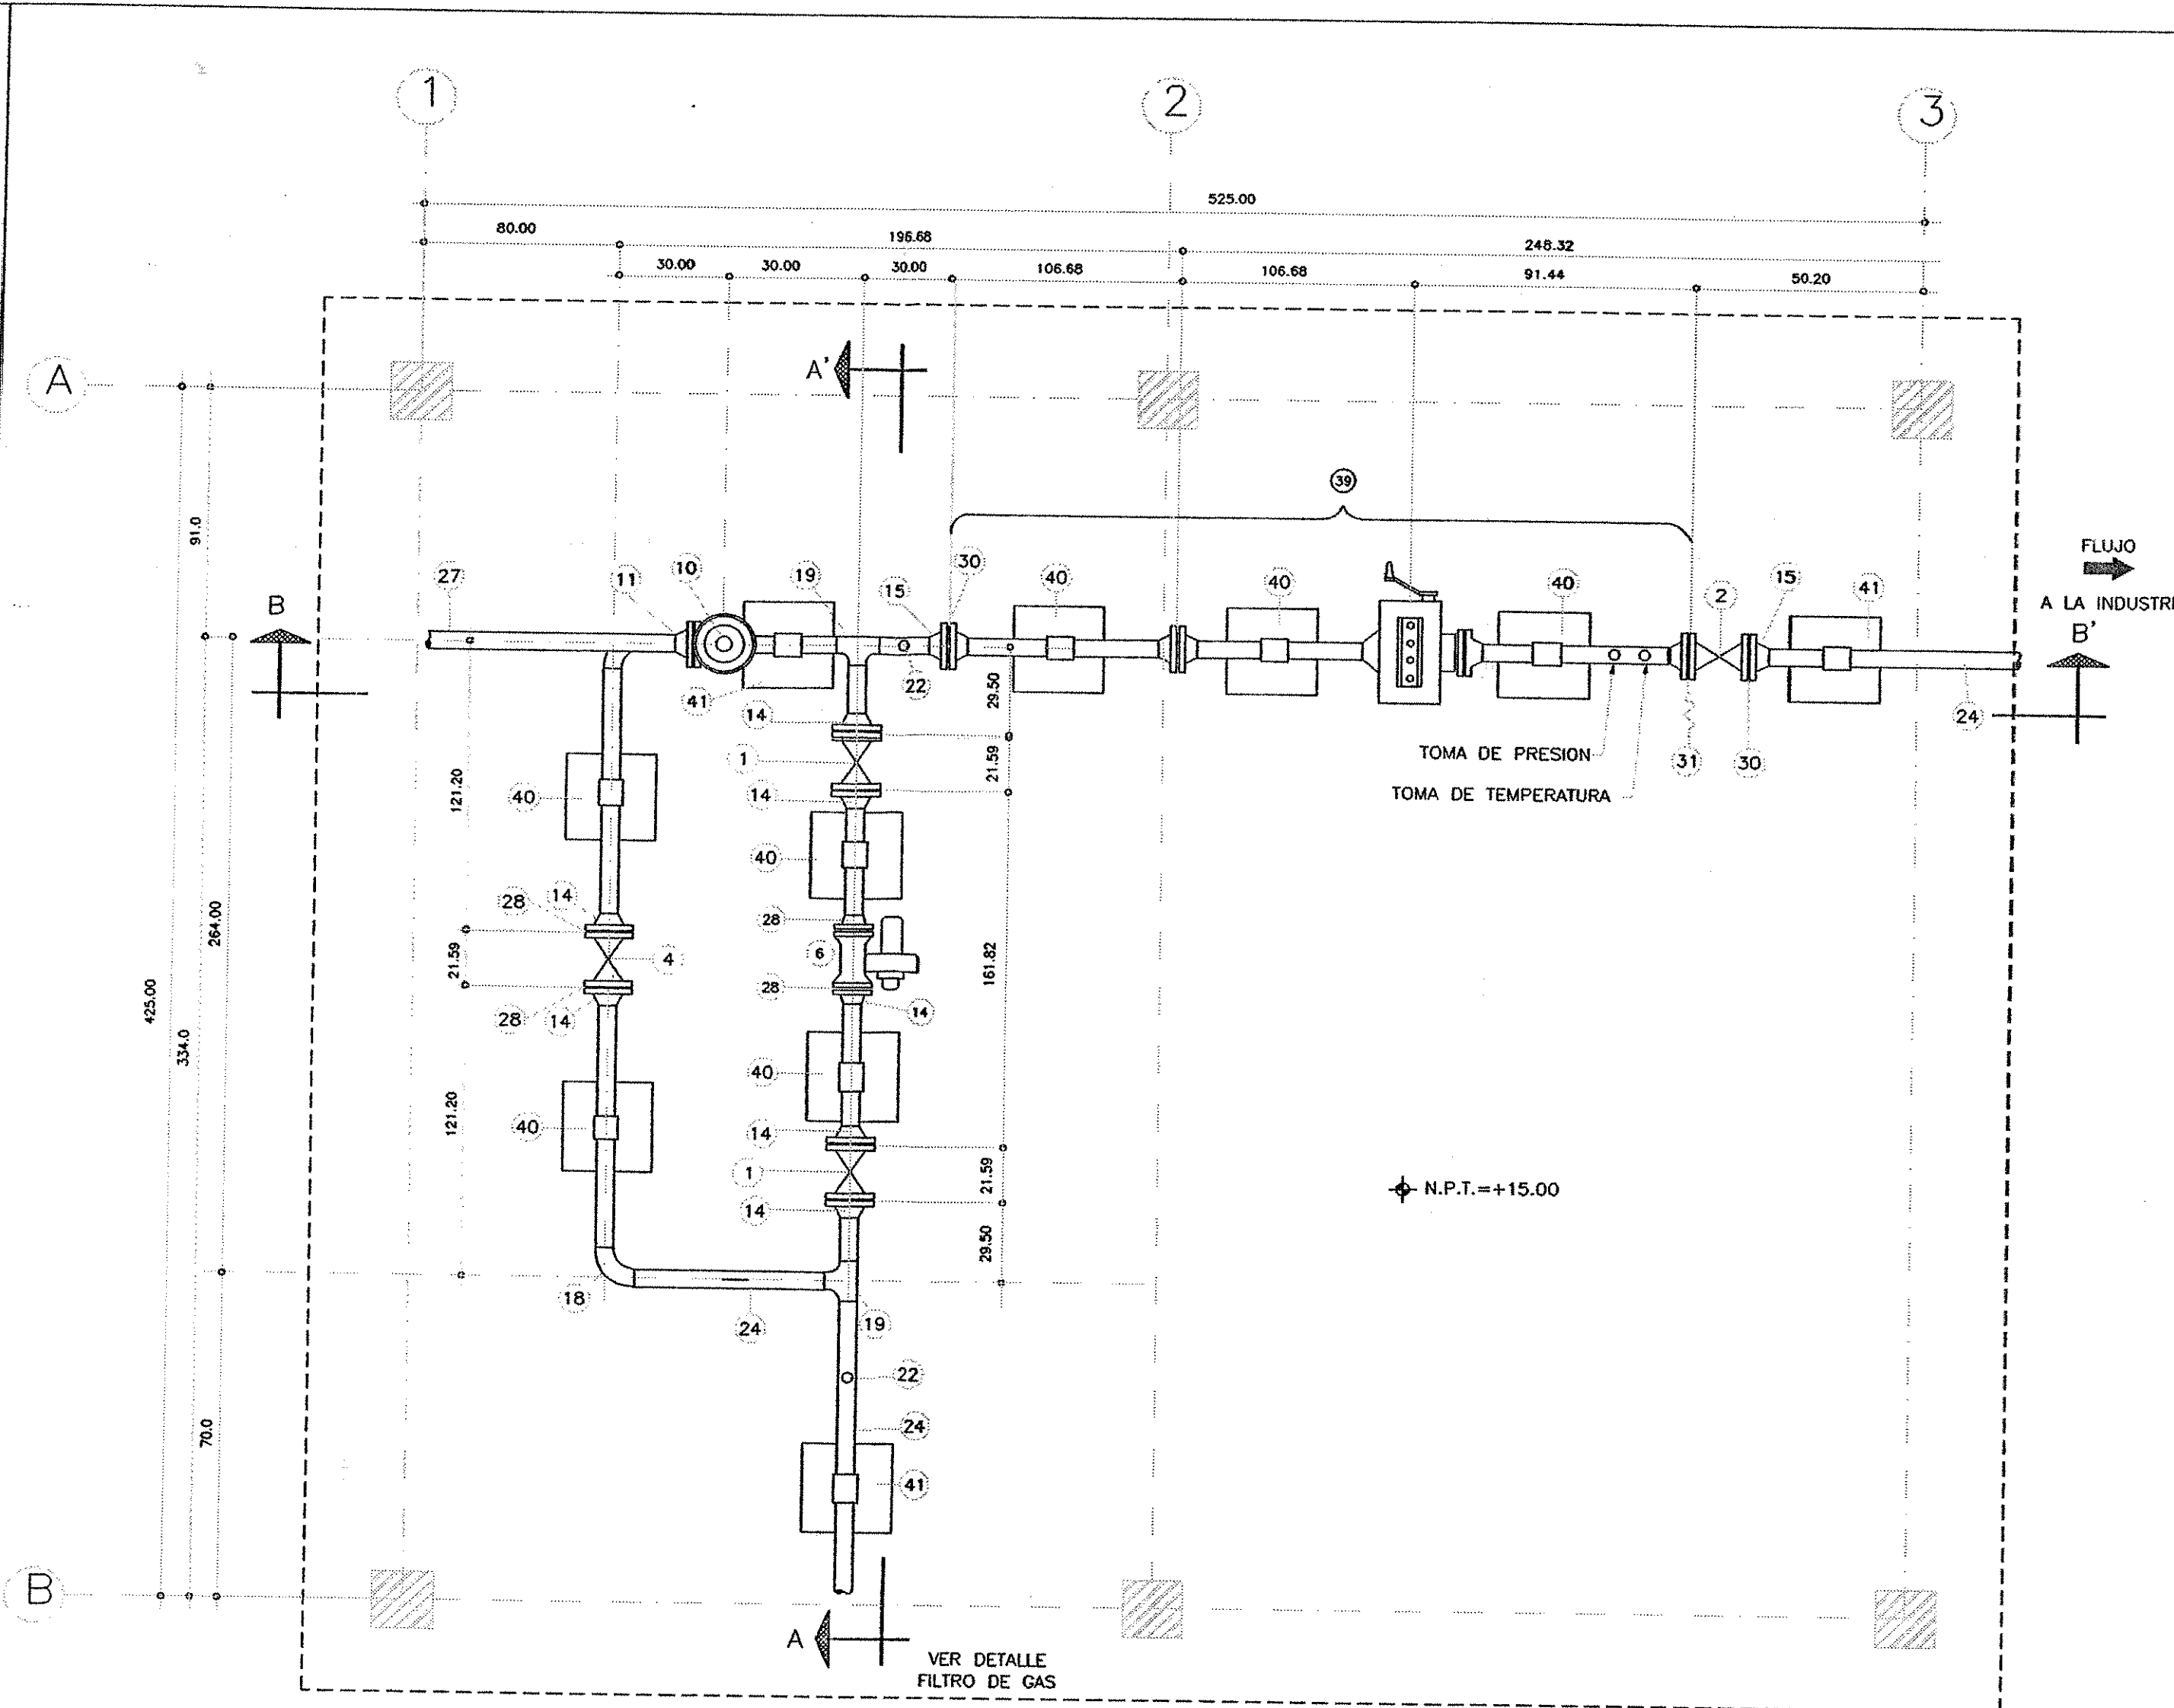 1 2 3
525.00
80.00 196.68 248.32
30.00 30.00 30.00 106.68 106.68 91.44 50.20
A
A'
39
91.0
FLUJO
A LA INDUSTRI
B
B'
27 11 10 19 15 30 40 40 40 2 15 41
41 22 24
14
29.50
1
21.59
14
TOMA DE PRESION
TOMA DE TEMPERATURA
31 30
121.20
40
40
28 14
28
264.00
21.59
4
6
161.82
28
28 14
14
425.00
334.0
40
121.20
40
14
1
21.59
14
29.50
N.P.T.=+15.00
18
24
19
22
24
70.0
41
B
A
VER DETALLE
FILTRO DE GAS